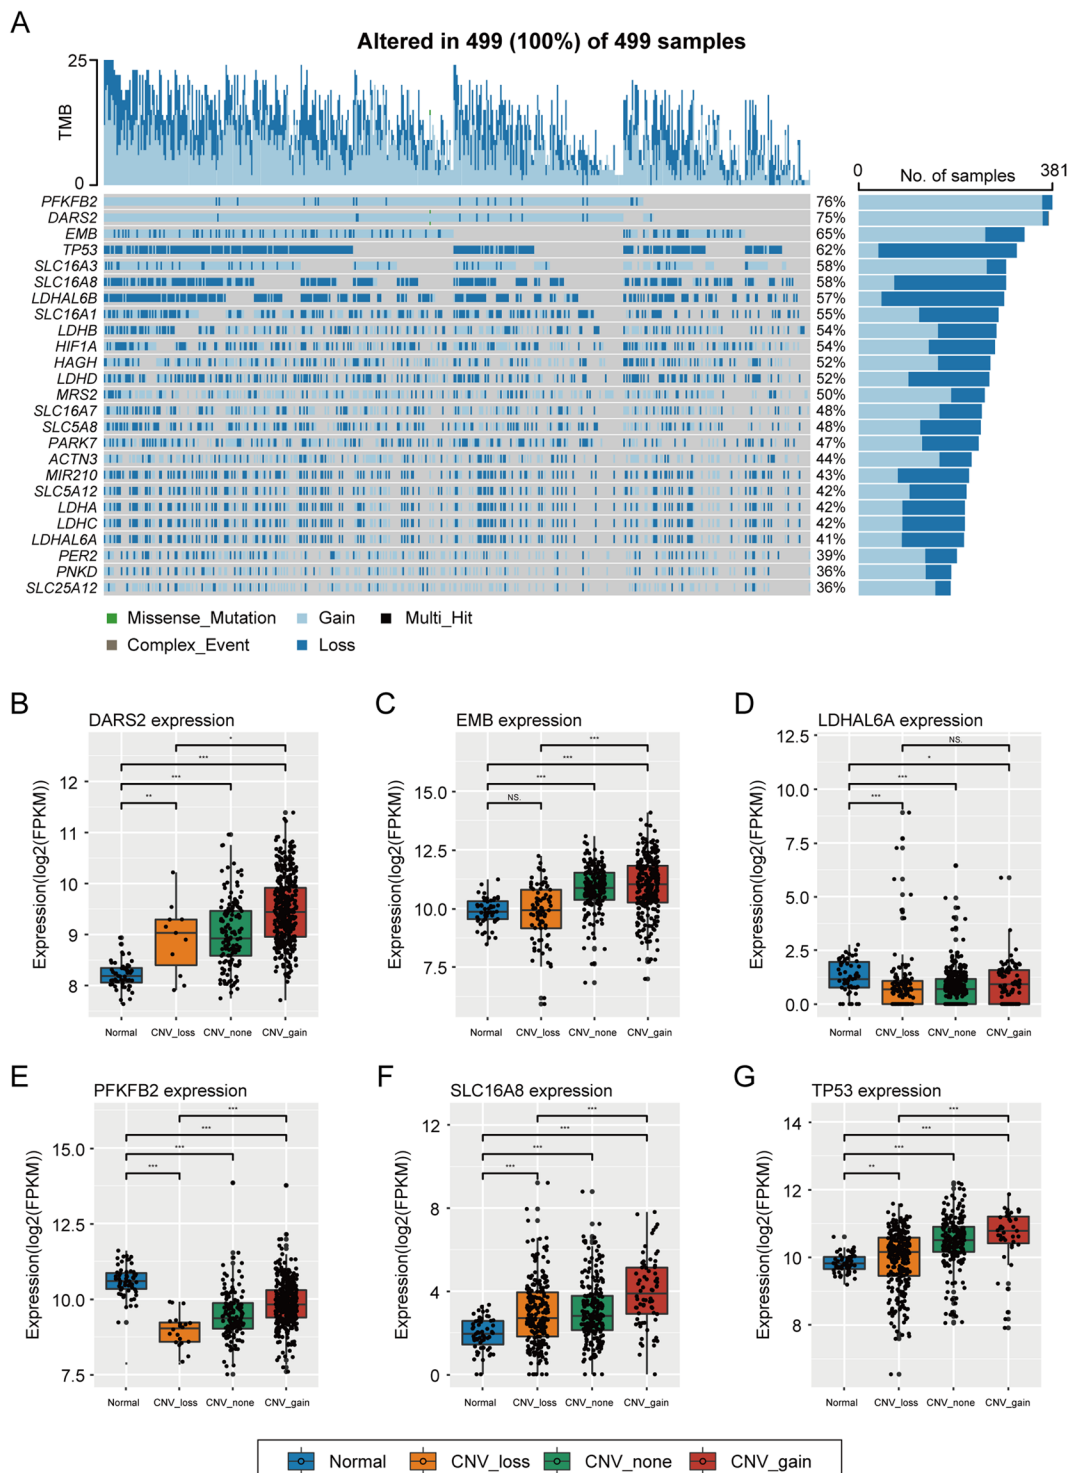 A
Altered in 499 (100%) of 499 samples
25
TMB
0
0 No. of samples 381
PFKFB2 76%
DARS2 75%
EMB 65%
TP53 62%
SLC16A3 58%
SLC16A8 58%
LDHAL6B 57%
SLC16A1 55%
LDHB 54%
HIF1A 54%
HAGH 52%
LDHD 52%
MRS2 50%
SLC16A7 48%
SLC5A8 48%
PARK7 47%
ACTN3 44%
MIR210 43%
SLC5A12 42%
LDHA 42%
LDHC 42%
LDHAL6A 41%
PER2 39%
PNKD 36%
SLC25A12 36%
Missense_Mutation Gain Multi_Hit
Complex_Event Loss
B
DARS2 expression
Expression(log2(FPKM))
12
11
10
9
8
*
***
***
**
Normal CNV_loss CNV_none CNV_gain
C
EMB expression
Expression(log2(FPKM))
15.0
12.5
10.0
7.5
***
***
***
NS.
Normal CNV_loss CNV_none CNV_gain
D
LDHAL6A expression
Expression(log2(FPKM))
12.5
10.0
7.5
5.0
2.5
0.0
NS.
*
***
***
Normal CNV_loss CNV_none CNV_gain
E
PFKFB2 expression
Expression(log2(FPKM))
15.0
12.5
10.0
7.5
***
***
***
***
Normal CNV_loss CNV_none CNV_gain
F
SLC16A8 expression
Expression(log2(FPKM))
12
8
4
0
***
***
***
***
Normal CNV_loss CNV_none CNV_gain
G
TP53 expression
Expression(log2(FPKM))
14
12
10
8
***
***
***
**
Normal CNV_loss CNV_none CNV_gain
Normal CNV_loss CNV_none CNV_gain